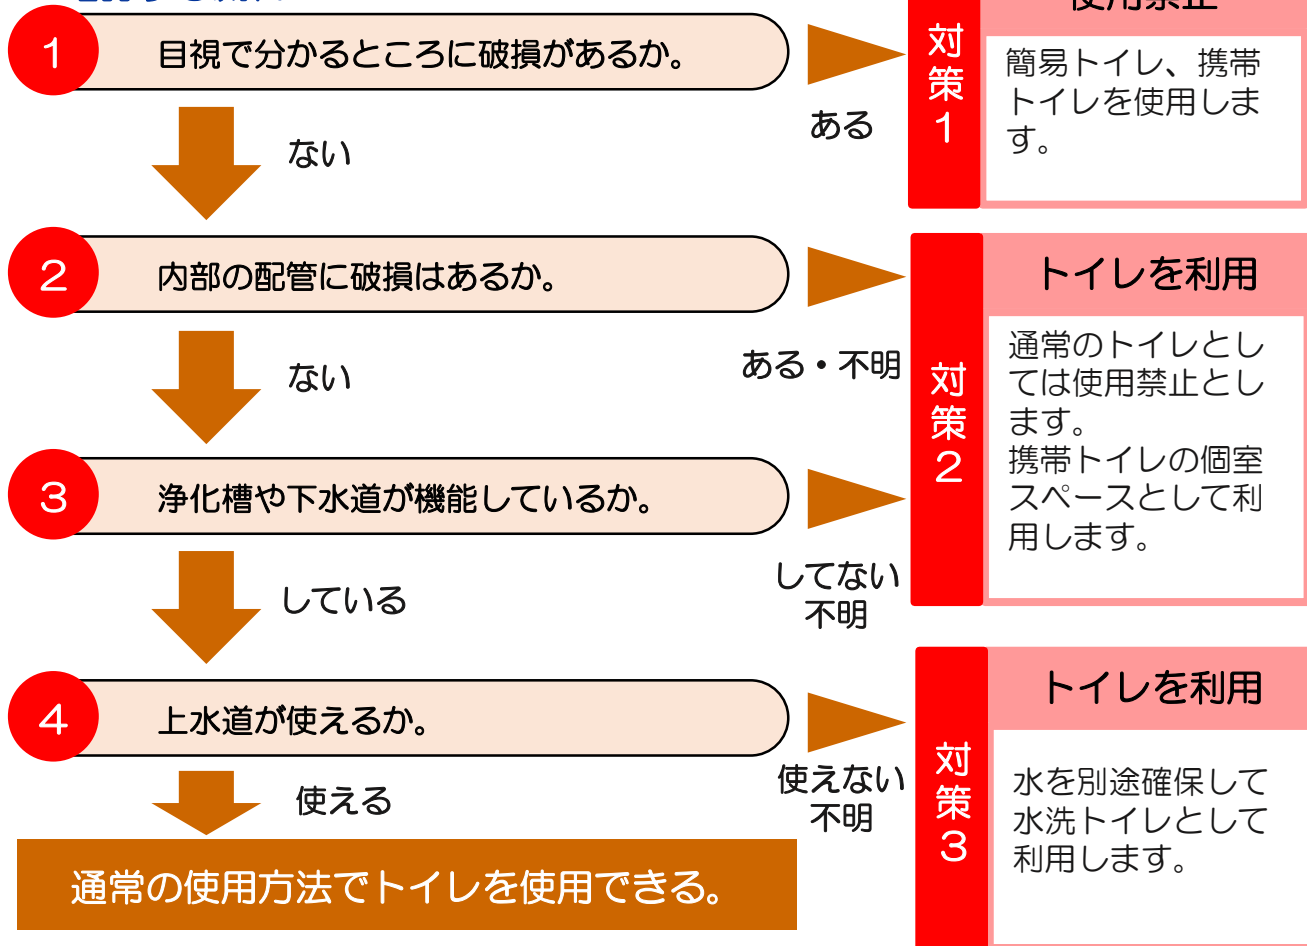 使用禁止
1
目視で分かるところに破損があるか。
ある
ない
対策1
簡易トイレ、携帯
トイレを使用しま
す。
2
内部の配管に破損はあるか。
ある・不明
ない
対策2
トイレを利用
通常のトイレとし
ては使用禁止とし
ます。
携帯トイレの個室
スペースとして利
用します。
3
浄化槽や下水道が機能しているか。
してない
不明
している
4
上水道が使えるか。
使えない
不明
使える
対策3
トイレを利用
水を別途確保して
水洗トイレとして
利用します。
通常の使用方法でトイレを使用できる。